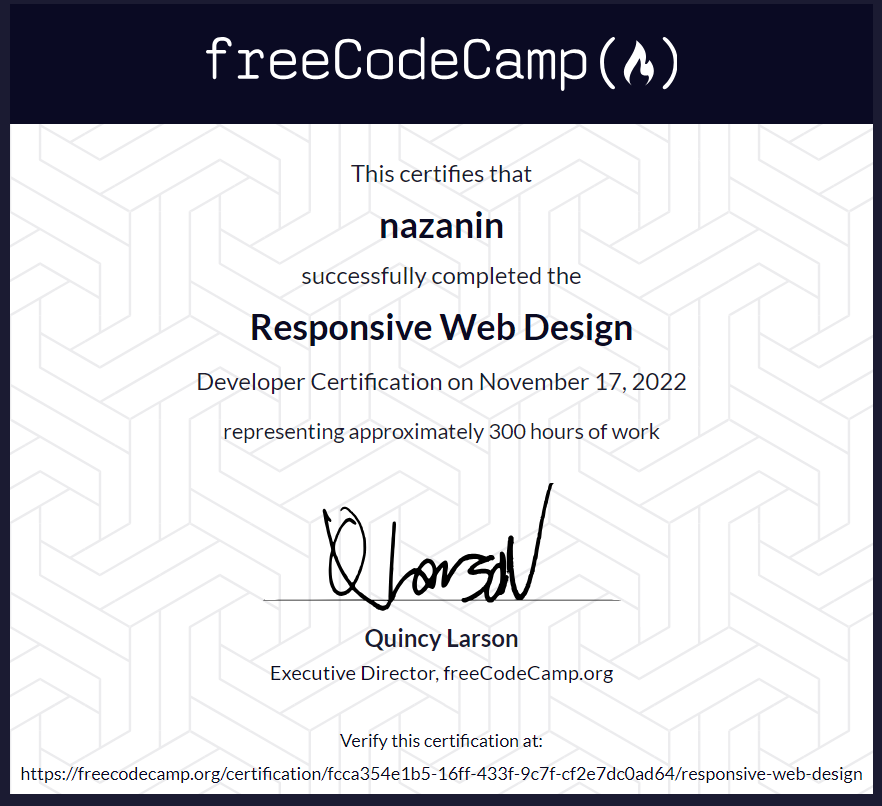 freeCodeCamp
This certifies that
nazanin
successfully completed the
Responsive Web Design
Developer Certification on November 17, 2022
representing approximately 300 hours of work
Q Larson
Quincy Larson
Executive Director, freeCodeCamp.org
Verify this certification at:
https://freecodecamp.org/certification/fcca354e1b5-16ff-433f-9c7f-cf2e7dc0ad64/responsive-web-design